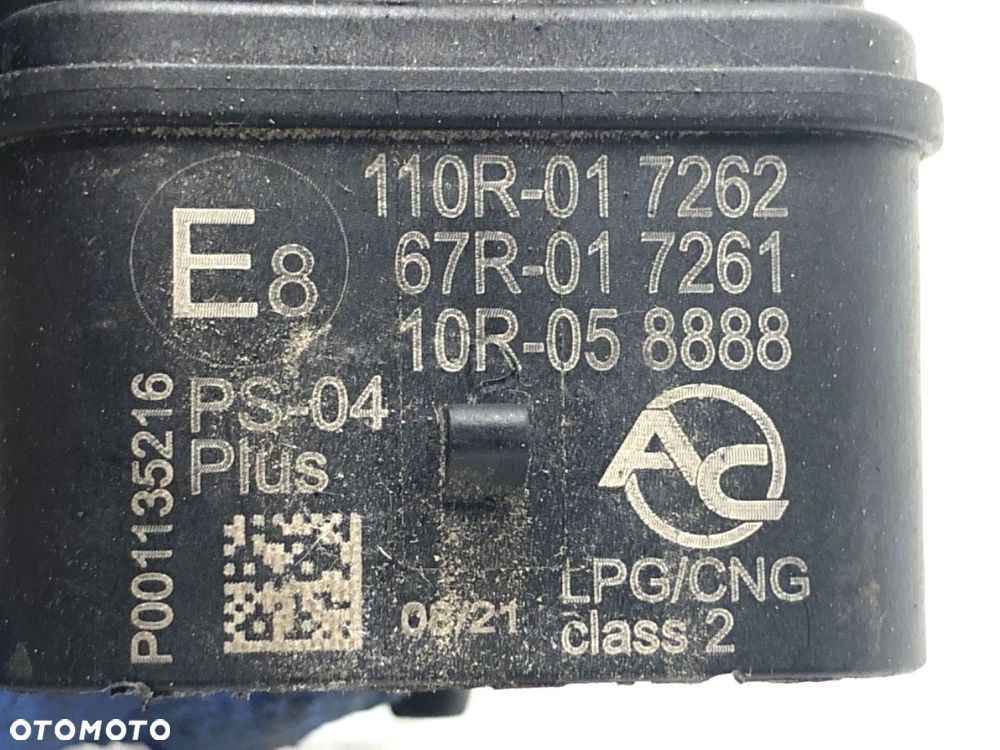 E8
110R-01 7262
67R-01 7261
10R-05 8888
PS-04
Plus
P001135216
AC
08/21
LPG/CNG
class 2
OTOMOTO